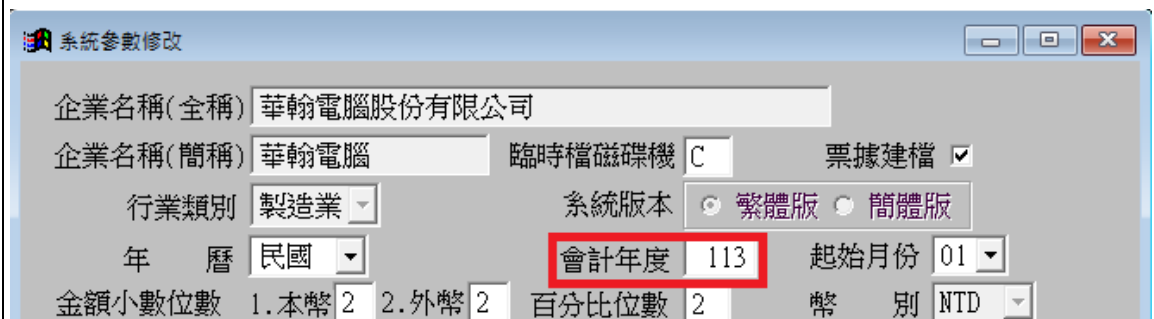 系統參數修改
企業名稱(全稱) 華翰電腦股份有限公司
企業名稱(簡稱) 華翰電腦 臨時檔磁碟機 C 票據建檔
行業類別 製造業 系統版本 繁體版 簡體版
年 曆 民國 會計年度 113 起始月份 01
金額小數位數 1.本幣 2 2.外幣 2 百分比位數 2 幣 別 NTD